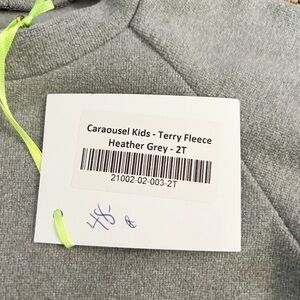 Caraousel Kids - Terry Fleece
Heather Grey - 2T
21002-02-003-2T
48